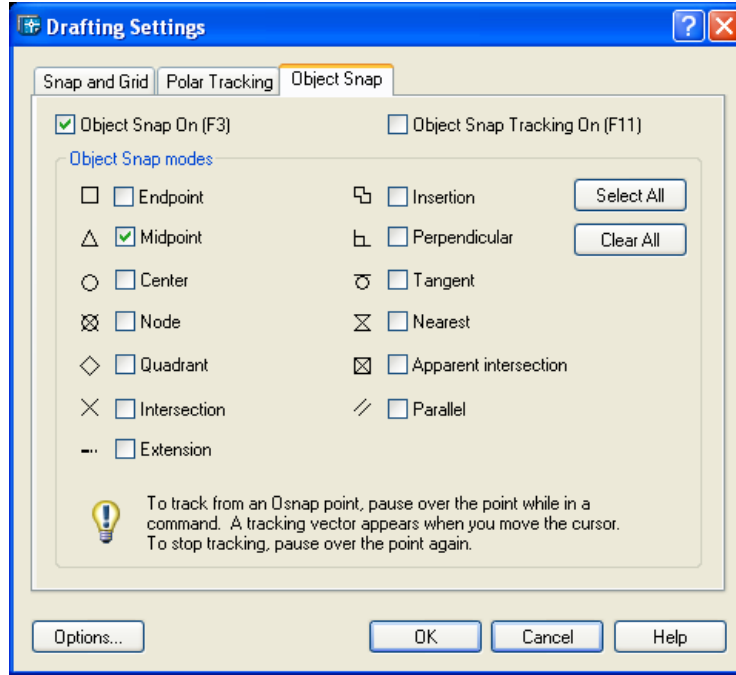 Drafting Settings
Snap and Grid Polar Tracking Object Snap
Object Snap On (F3) Object Snap Tracking On (F11)
Object Snap modes
Endpoint Insertion Select All
Midpoint Perpendicular Clear All
Center Tangent
Node Nearest
Quadrant Apparent intersection
Intersection Parallel
Extension
To track from an Osnap point, pause over the point while in a
command. A tracking vector appears when you move the cursor.
To stop tracking, pause over the point again.
Options... OK Cancel Help